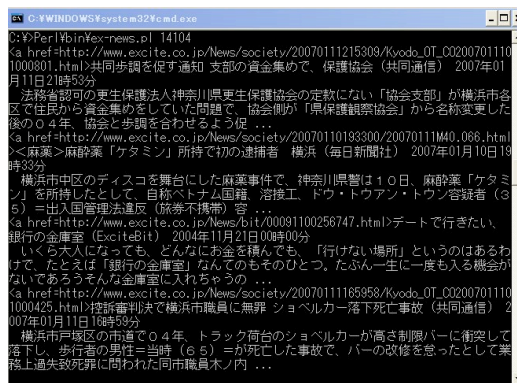 C:¥WINDOWS¥system32¥cmd.exe
C:¥>Perl¥bin¥ex-news.pl 14104
<a href=http://www.excite.co.jp/News/society/20070111215309/Kyodo_OT_CO200701110
1000801.html>共同歩調を促す通知 支部の資金集めで、保護協会（共同通信） 2007年01
月11日21時53分
法務省認可の更生保護法人神奈川県更生保護協会の定款にない「協会支部」が横浜市各
区で住民から資金集めをしていた問題で、協会側が「県保護観察協会」から名称変更した
後の０４年、協会と歩調を合わせるよう促 ...
<a href=http://www.excite.co.jp/News/society/20070110193300/20070111M40.066.html
><麻薬>麻酔薬「ケタミン」所持で初の逮捕者 横浜（毎日新聞社） 2007年01月10日19
時33分
横浜市中区のディスコを舞台にした麻薬事件で、神奈川県警は１０日、麻酔薬「ケタミ
ン」を所持したとして、自称ベトナム国籍、溶接工、ドウ・トウアン・トウン容疑者（３
５）＝出入国管理法違反（旅券不携帯）容 ...
<a href=http://www.excite.co.jp/News/bit/00091100256747.html>デートで行きたい、
銀行の金庫室（ExciteBit） 2004年11月21日00時00分
いくら大人になっても、どんなにお金を積んでも、「行けない場所」というのはあるわ
けで、たとえば「銀行の金庫室」なんてのもそのひとつ。たぶん一生に一度も入る機会が
ないであろうそんな金庫室に入れちゃうの ...
<a href=http://www.excite.co.jp/News/society/20070111165958/Kyodo_OT_CO200701110
1000425.html>控訴審判決で横浜市職員に無罪 ショベルカー落下死亡事故（共同通信） 2
007年01月11日16時59分
横浜市戸塚区の市道で０４年、トラック荷台のショベルカーが高さ制限バーに衝突して
落下し、歩行者の男性＝当時（６５）＝が死亡した事故で、バーの改修を怠ったとして業
務上過失致死罪に問われた同市職員木ノ内 ...